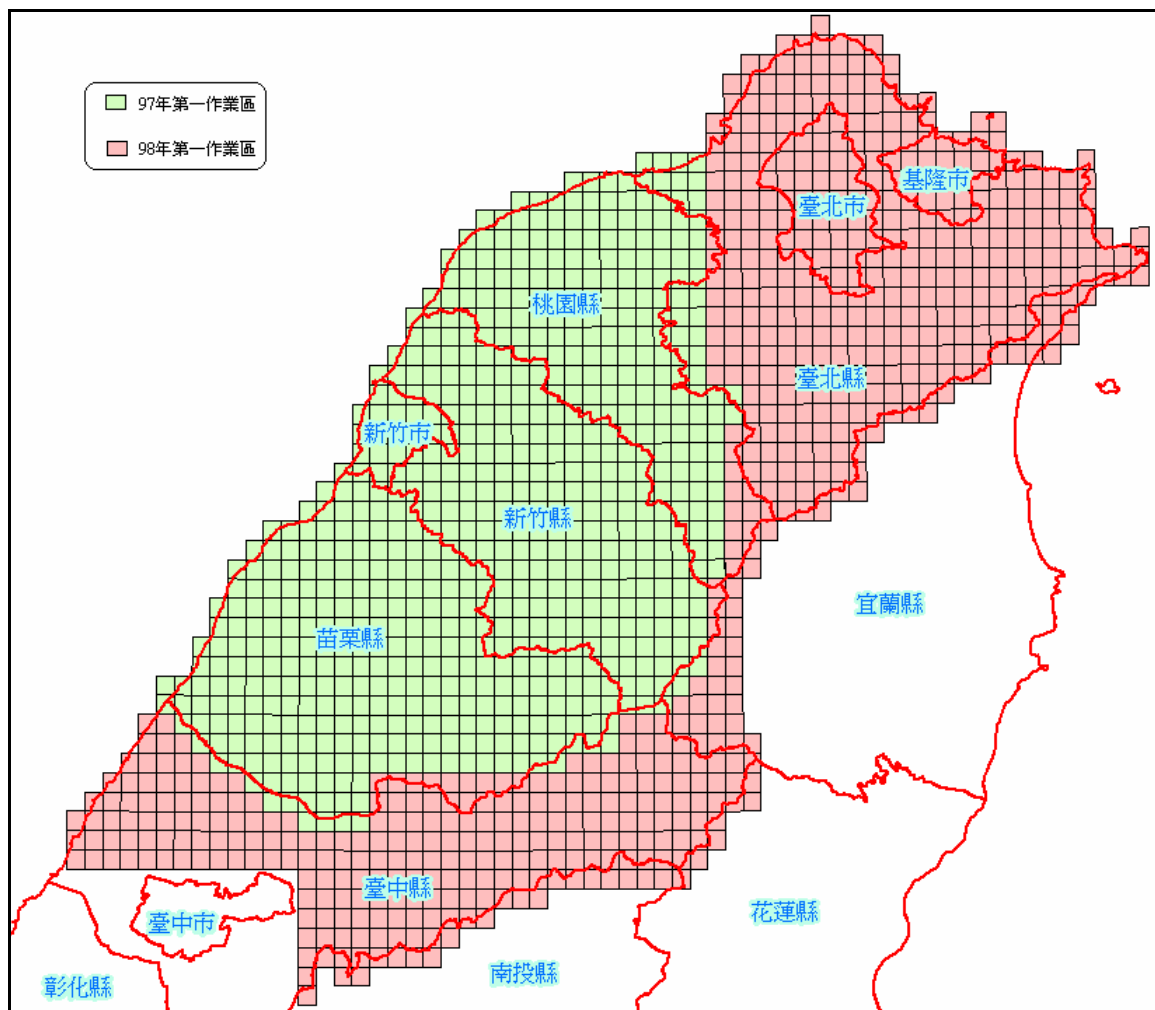 97年第一作業區
98年第一作業區
基隆市
臺北市
桃園縣
臺北縣
新竹市
新竹縣
宜蘭縣
苗栗縣
臺中縣
臺中市
花蓮縣
南投縣
彰化縣